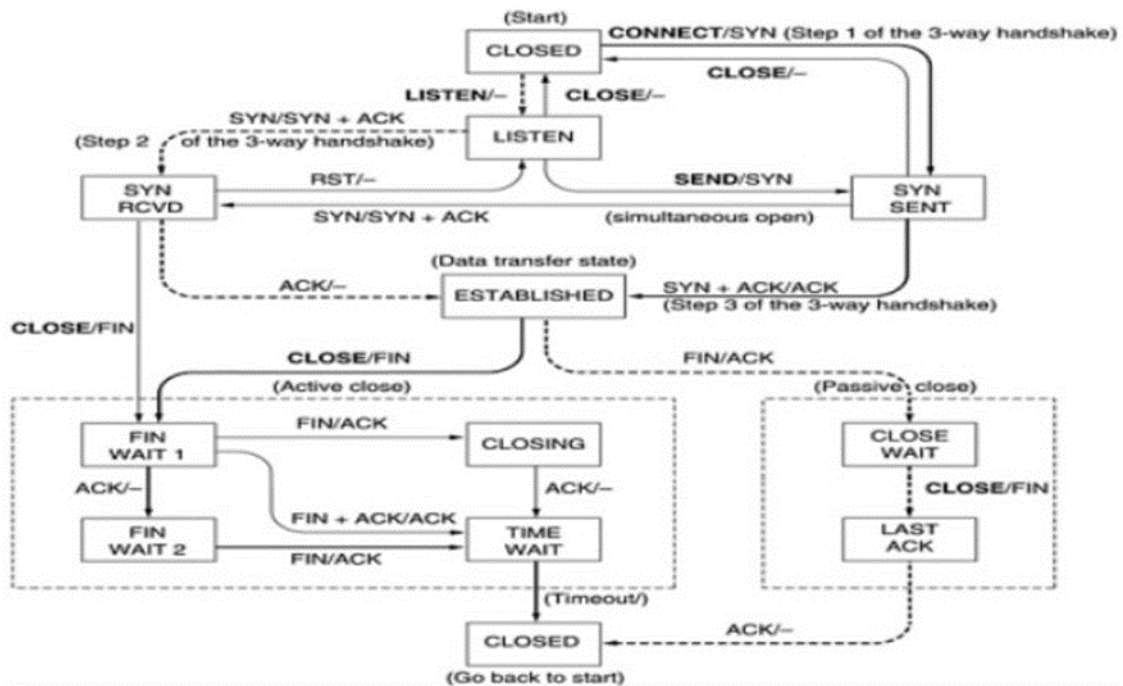 (Start)
CLOSED
CONNECT/SYN (Step 1 of the 3-way handshake)
CLOSE/–
LISTEN/–
CLOSE/–
SYN/SYN + ACK
(Step 2 of the 3-way handshake)
LISTEN
RST/–
SEND/SYN
SYN
RCVD
SYN
SENT
SYN/SYN + ACK
(simultaneous open)
(Data transfer state)
ACK/–
ESTABLISHED
SYN + ACK/ACK
(Step 3 of the 3-way handshake)
CLOSE/FIN
CLOSE/FIN
FIN/ACK
(Active close)
(Passive close)
FIN
WAIT 1
FIN/ACK
CLOSING
CLOSE
WAIT
ACK/–
ACK/–
CLOSE/FIN
FIN
WAIT 2
FIN + ACK/ACK
FIN/ACK
TIME
WAIT
LAST
ACK
(Timeout/)
CLOSED
ACK/–
(Go back to start)